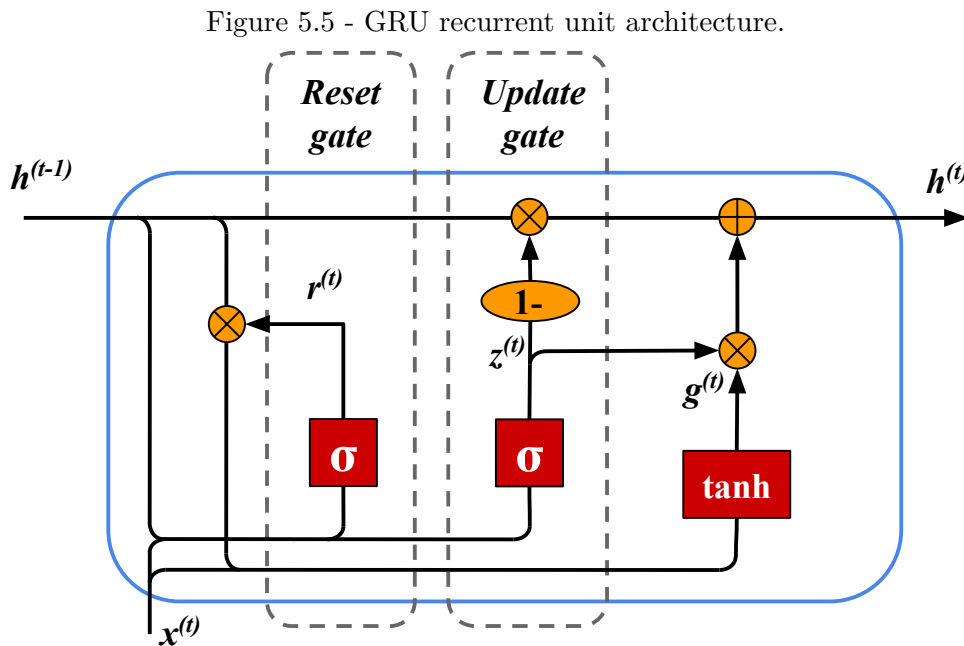 Figure 5.5 - GRU recurrent unit architecture.
Reset
gate
Update
gate
h(t-1)
h(t)
r(t)
1-
z(t)
g(t)
σ
σ
tanh
x(t)